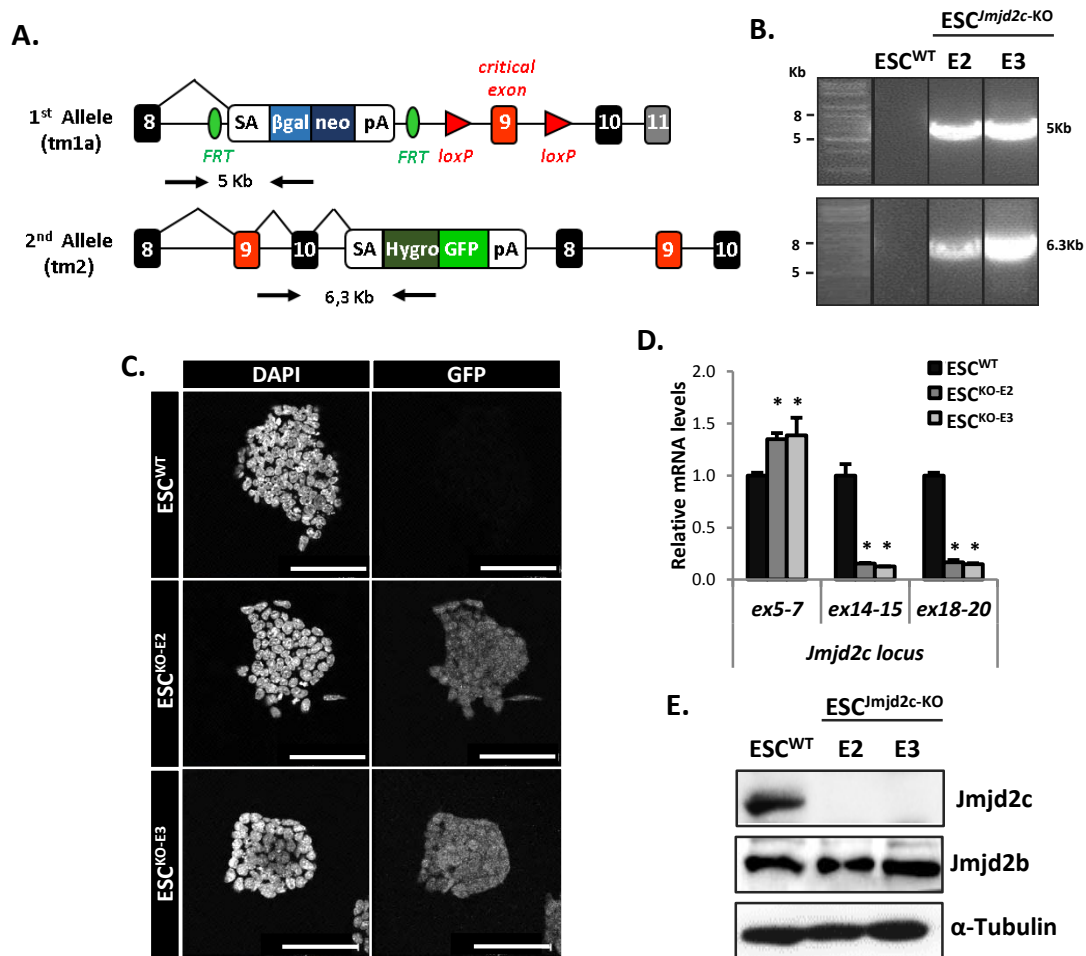 A.
critical
exon
1st Allele
(tm1a)
8 SA βgal neo pA 9 10 11
FRT FRT loxP loxP
5 Kb
2nd Allele
(tm2)
8 9 10 SA Hygro GFP pA 8 9 10
6,3 Kb
B.
ESCJmjd2c-KO
Kb ESCWT E2 E3
8
5
5Kb
8
5
6.3Kb
C.
DAPI GFP
ESCWT
ESCKO-E2
ESCKO-E3
D.
Relative mRNA levels
2.0
1.5
1.0
0.5
0.0
ESCWT
ESCKO-E2
ESCKO-E3
* *
* *
* *
ex5-7 ex14-15 ex18-20
Jmjd2c locus
E.
ESCJmjd2c-KO
ESCWT E2 E3
Jmjd2c
Jmjd2b
α-Tubulin